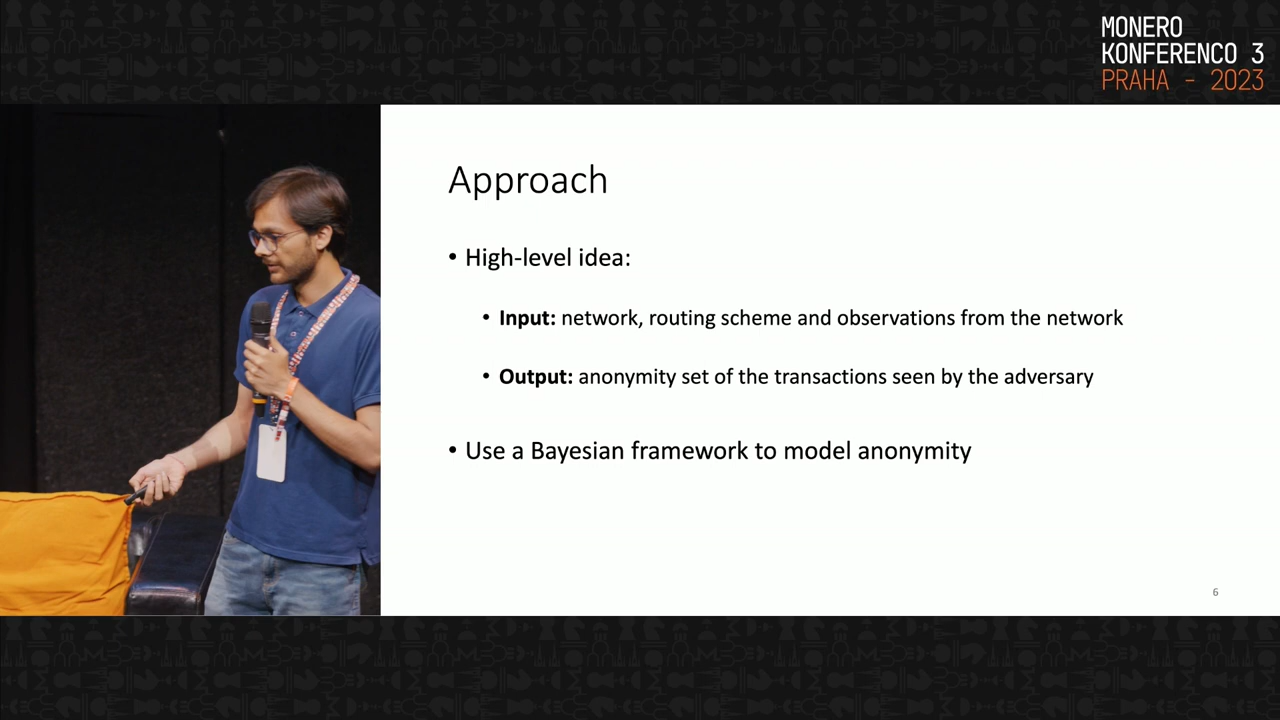 MONERO
KONFERENCO 3
PRAHA - 2023
Approach
• High-level idea:
• Input: network, routing scheme and observations from the network
• Output: anonymity set of the transactions seen by the adversary
• Use a Bayesian framework to model anonymity
6